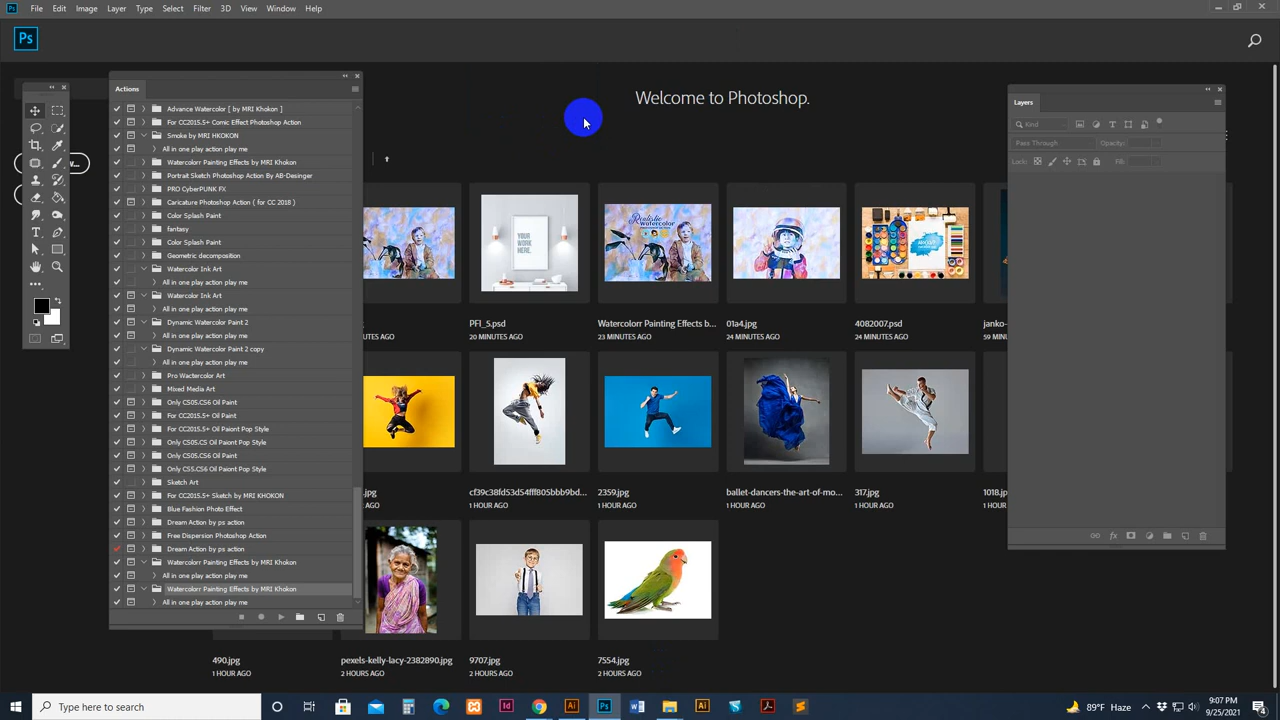 Ps File Edit Image Layer Type Select Filter 3D View Window Help
Ps
Actions
Advance Watercolor [ by MRI Khokon ]
For CC2015.5+ Comic Effect Photoshop Action
Smoke by MRI HKOKON
All in one play action play me
Watercolorr Painting Effects by MRI Khokon
Portrait Sketch Photoshop Action By AB-Desinger
PRO CyberPUNK FX
Caricature Photoshop Action ( for CC 2018 )
Color Splash Paint
fantasy
Color Splash Paint
Geometric decomposition
Watercolor Ink Art
All in one play action play me
Watercolor Ink Art
All in one play action play me
Dynamic Watercolor Paint 2
All in one play action play me
Dynamic Watercolor Paint 2 copy
All in one play action play me
Pro Wactercolor Art
Mixed Media Art
Only CS05.CS6 Oil Paint
For CC2015.5+ Oil Paint
For CC2015.5+ Oil Paiont Pop Style
Only CS05.CS Oil Paiont Pop Style
Only CS05.CS6 Oil Paint
Only CS5.CS6 Oil Paiont Pop Style
Sketch Art
For CC2015.5+ Sketch by MRI KHOKON
Blue Fashion Photo Effect
Dream Action by ps action
Free Dispersion Photoshop Action
Dream Action by ps action
Watercolorr Painting Effects by MRI Khokon
All in one play action play me
Watercolorr Painting Effects by MRI Khokon
All in one play action play me
Welcome to Photoshop.
w...
YOUR
WORK
HERE.
Realistic
Watercolor
PFI_5.psd
20 MINUTES AGO
Watercolorr Painting Effects b...
23 MINUTES AGO
01a4.jpg
24 MINUTES AGO
4082007.psd
24 MINUTES AGO
janko-
59 M
UTES AGO
.jpg
AGO
cf39c38fd53d54fff805bbb9bd...
1 HOUR AGO
2359.jpg
1 HOUR AGO
ballet-dancers-the-art-of-mo...
1 HOUR AGO
317.jpg
1 HOUR AGO
1018.jp
1 HOUR
490.jpg
1 HOUR AGO
pexels-kelly-lacy-2382890.jpg
2 HOURS AGO
9707.jpg
2 HOURS AGO
7554.jpg
2 HOURS AGO
Layers
Kind
Pass Through Opacity:
Lock: Fill:
Type here to search
89°F Haze
9:07 PM
9/25/2021